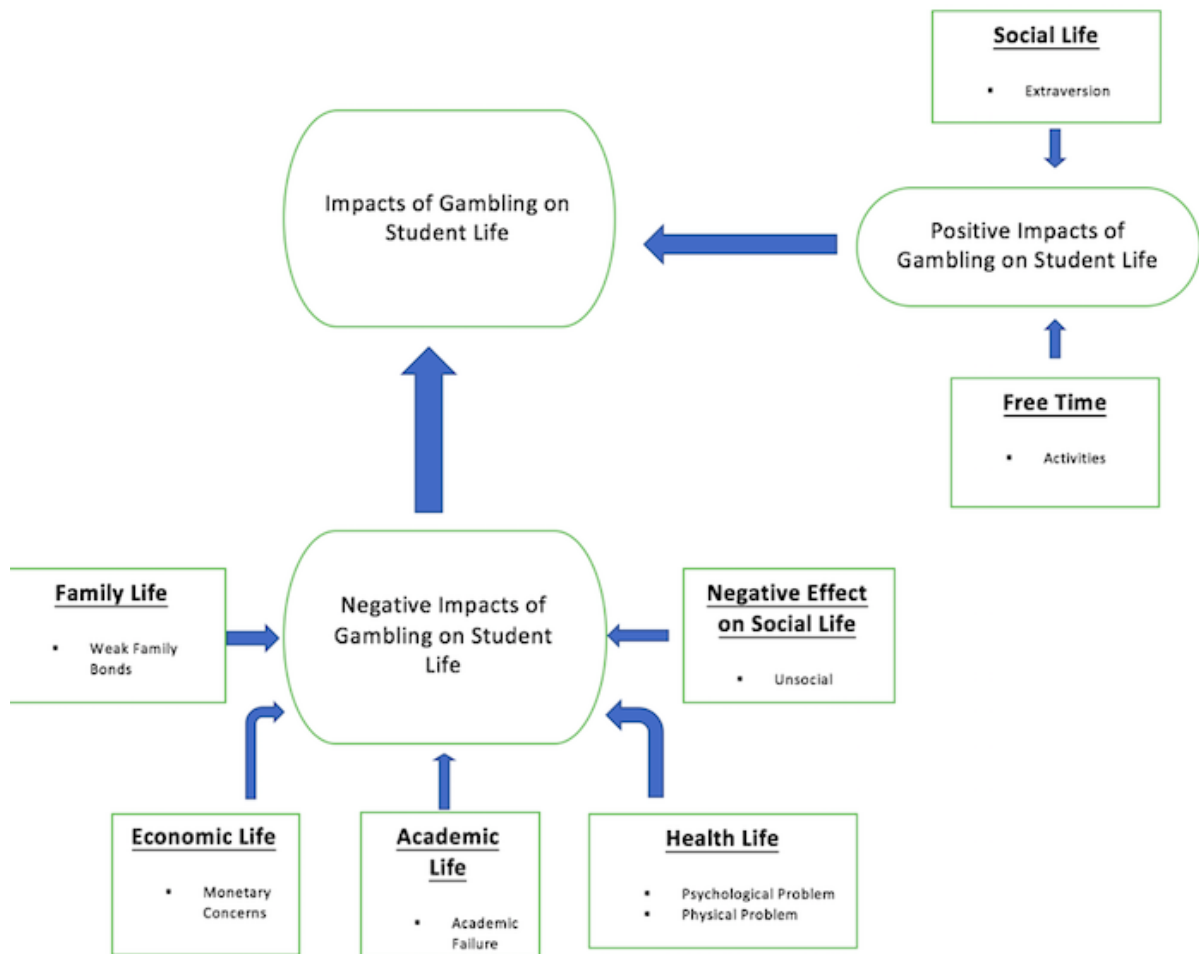 Social Life
▪ Extraversion
Impacts of Gambling on
Student Life
Positive Impacts of
Gambling on Student Life
Free Time
▪ Activities
Family Life
▪ Weak Family
Bonds
Negative Impacts of
Gambling on Student
Life
Negative Effect
on Social Life
▪ Unsocial
Economic Life
▪ Monetary
Concerns
Academic
Life
▪ Academic
Failure
Health Life
▪ Psychological Problem
▪ Physical Problem